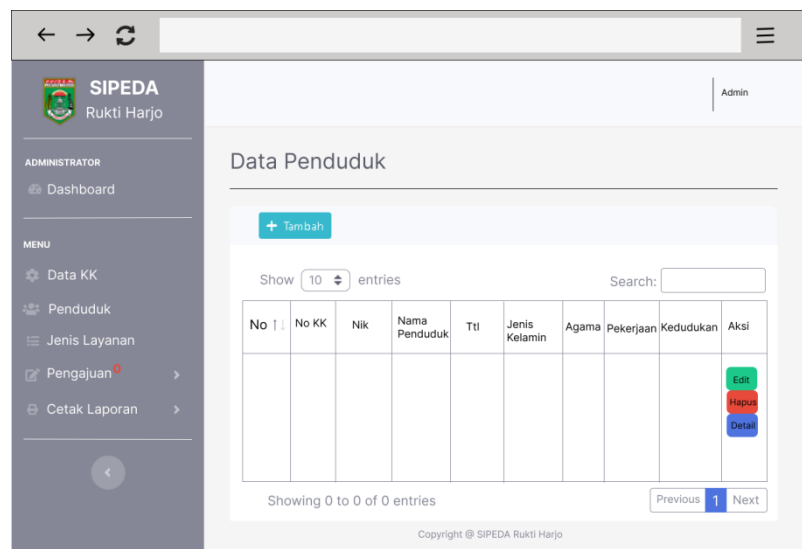 SIPEDA
Rukti Harjo
Admin
ADMINISTRATOR
Dashboard
MENU
Data KK
Penduduk
Jenis Layanan
Pengajuan 0
Cetak Laporan
Data Penduduk
+ Tambah
Show 10 entries
Search:
No No KK Nik Nama Penduduk Ttl Jenis Kelamin Agama Pekerjaan Kedudukan Aksi
Edit
Hapus
Detail
Showing 0 to 0 of 0 entries
Previous 1 Next
Copyright @ SIPEDA Rukti Harjo